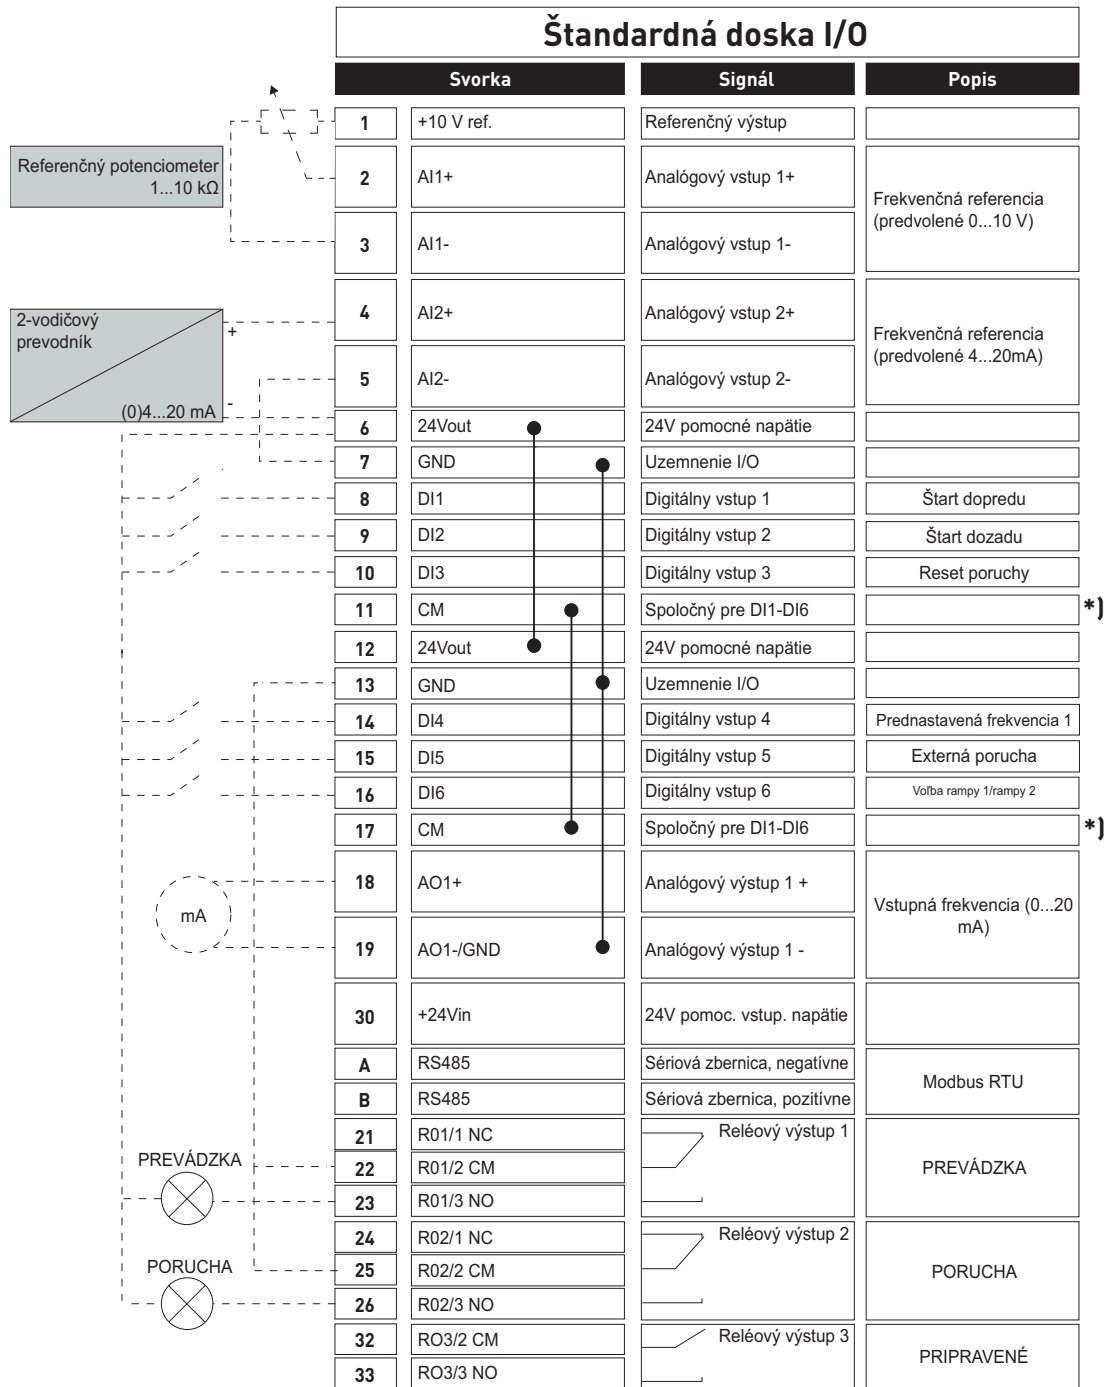 Štandardná doska I/O
Svorka Signál Popis
1 +10 V ref. Referenčný výstup
Referenčný potenciometer
1...10 kΩ
2 AI1+ Analógový vstup 1+
Frekvenčná referencia
(predvolené 0...10 V)
3 AI1- Analógový vstup 1-
2-vodičový
prevodník
+
-
(0)4...20 mA
4 AI2+ Analógový vstup 2+
Frekvenčná referencia
(predvolené 4...20mA)
5 AI2- Analógový vstup 2-
6 24Vout 24V pomocné napätie
7 GND Uzemnenie I/O
8 DI1 Digitálny vstup 1 Štart dopredu
9 DI2 Digitálny vstup 2 Štart dozadu
10 DI3 Digitálny vstup 3 Reset poruchy
11 CM Spoločný pre DI1-DI6 *)
12 24Vout 24V pomocné napätie
13 GND Uzemnenie I/O
14 DI4 Digitálny vstup 4 Prednastavená frekvencia 1
15 DI5 Digitálny vstup 5 Externá porucha
16 DI6 Digitálny vstup 6 Voľba rampy 1/rampy 2
17 CM Spoločný pre DI1-DI6 *)
mA
18 AO1+ Analógový výstup 1 +
Vstupná frekvencia (0...20
mA)
19 AO1-/GND Analógový výstup 1 -
30 +24Vin 24V pomoc. vstup. napätie
A RS485 Sériová zbernica, negatívne
Modbus RTU
B RS485 Sériová zbernica, pozitívne
21 R01/1 NC Reléový výstup 1
PREVÁDZKA
22 R01/2 CM PREVÁDZKA
23 R01/3 NO
24 R02/1 NC Reléový výstup 2
PORUCHA
25 R02/2 CM PORUCHA
26 R02/3 NO
32 RO3/2 CM Reléový výstup 3
PRIPRAVENÉ
33 RO3/3 NO